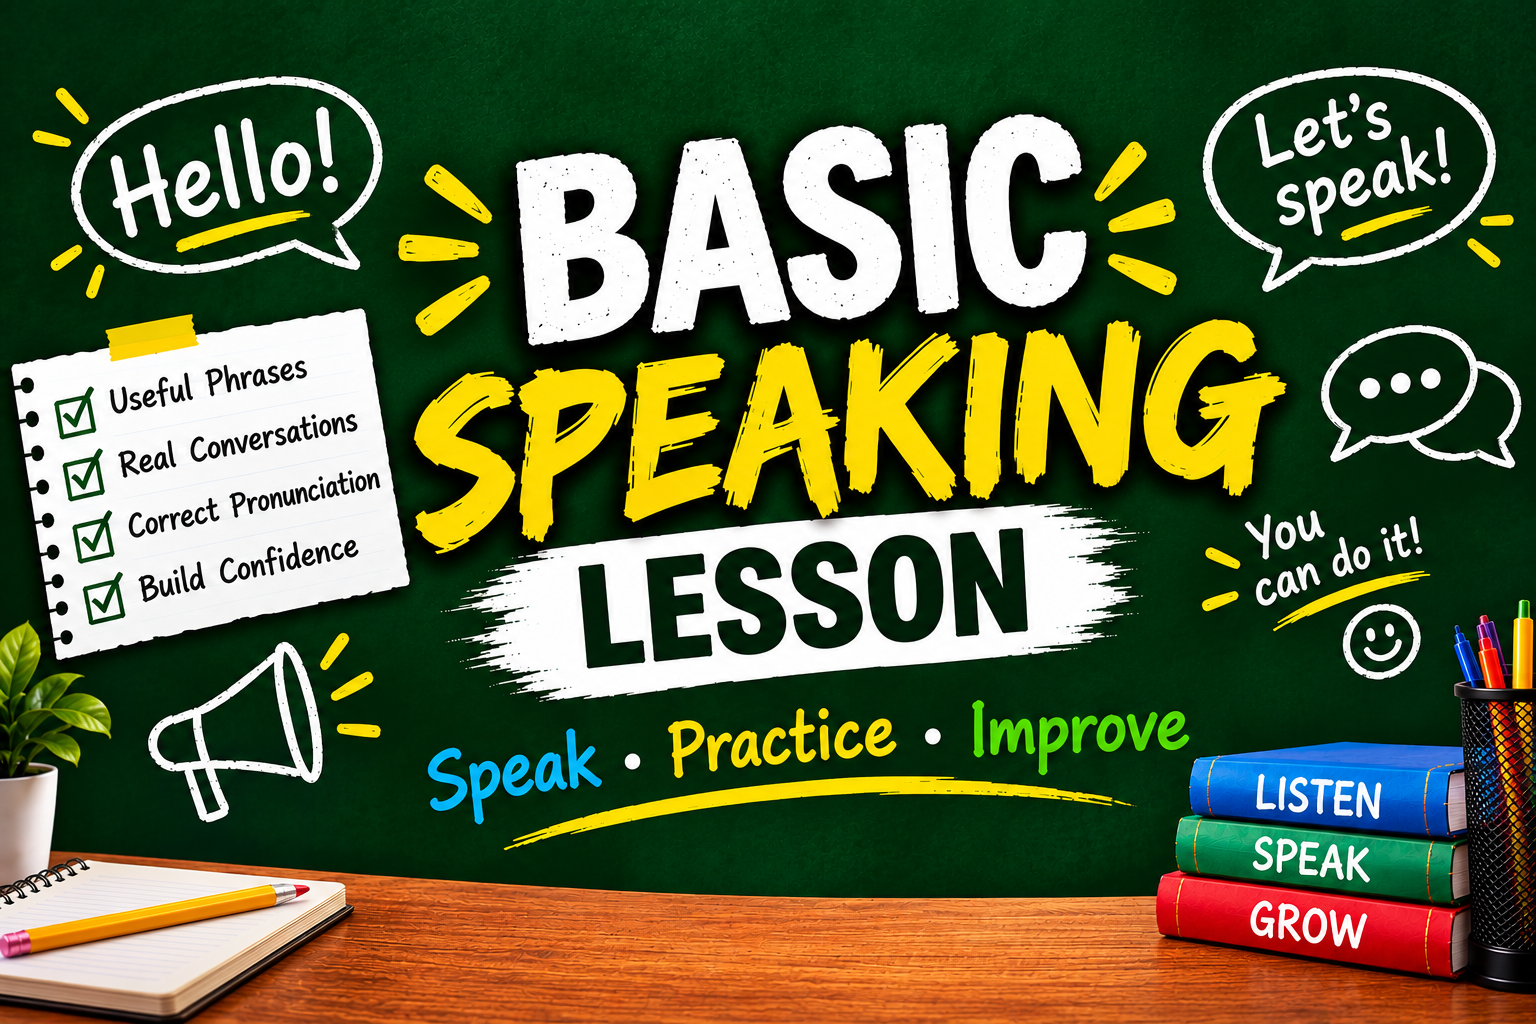 Hello!
Let's
speak!
BASIC
SPEAKING
LESSON
Useful Phrases
Real Conversations
Correct Pronunciation
Build Confidence
You
can do it!
Speak • Practice • Improve
LISTEN
SPEAK
GROW